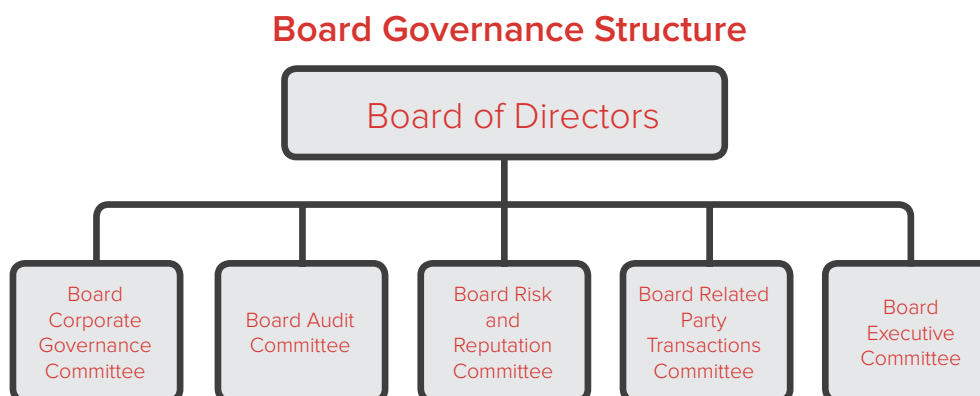 Board Governance Structure
Board of Directors
Board
Corporate
Governance
Committee
Board Audit
Committee
Board Risk
and
Reputation
Committee
Board Related
Party
Transactions
Committee
Board
Executive
Committee